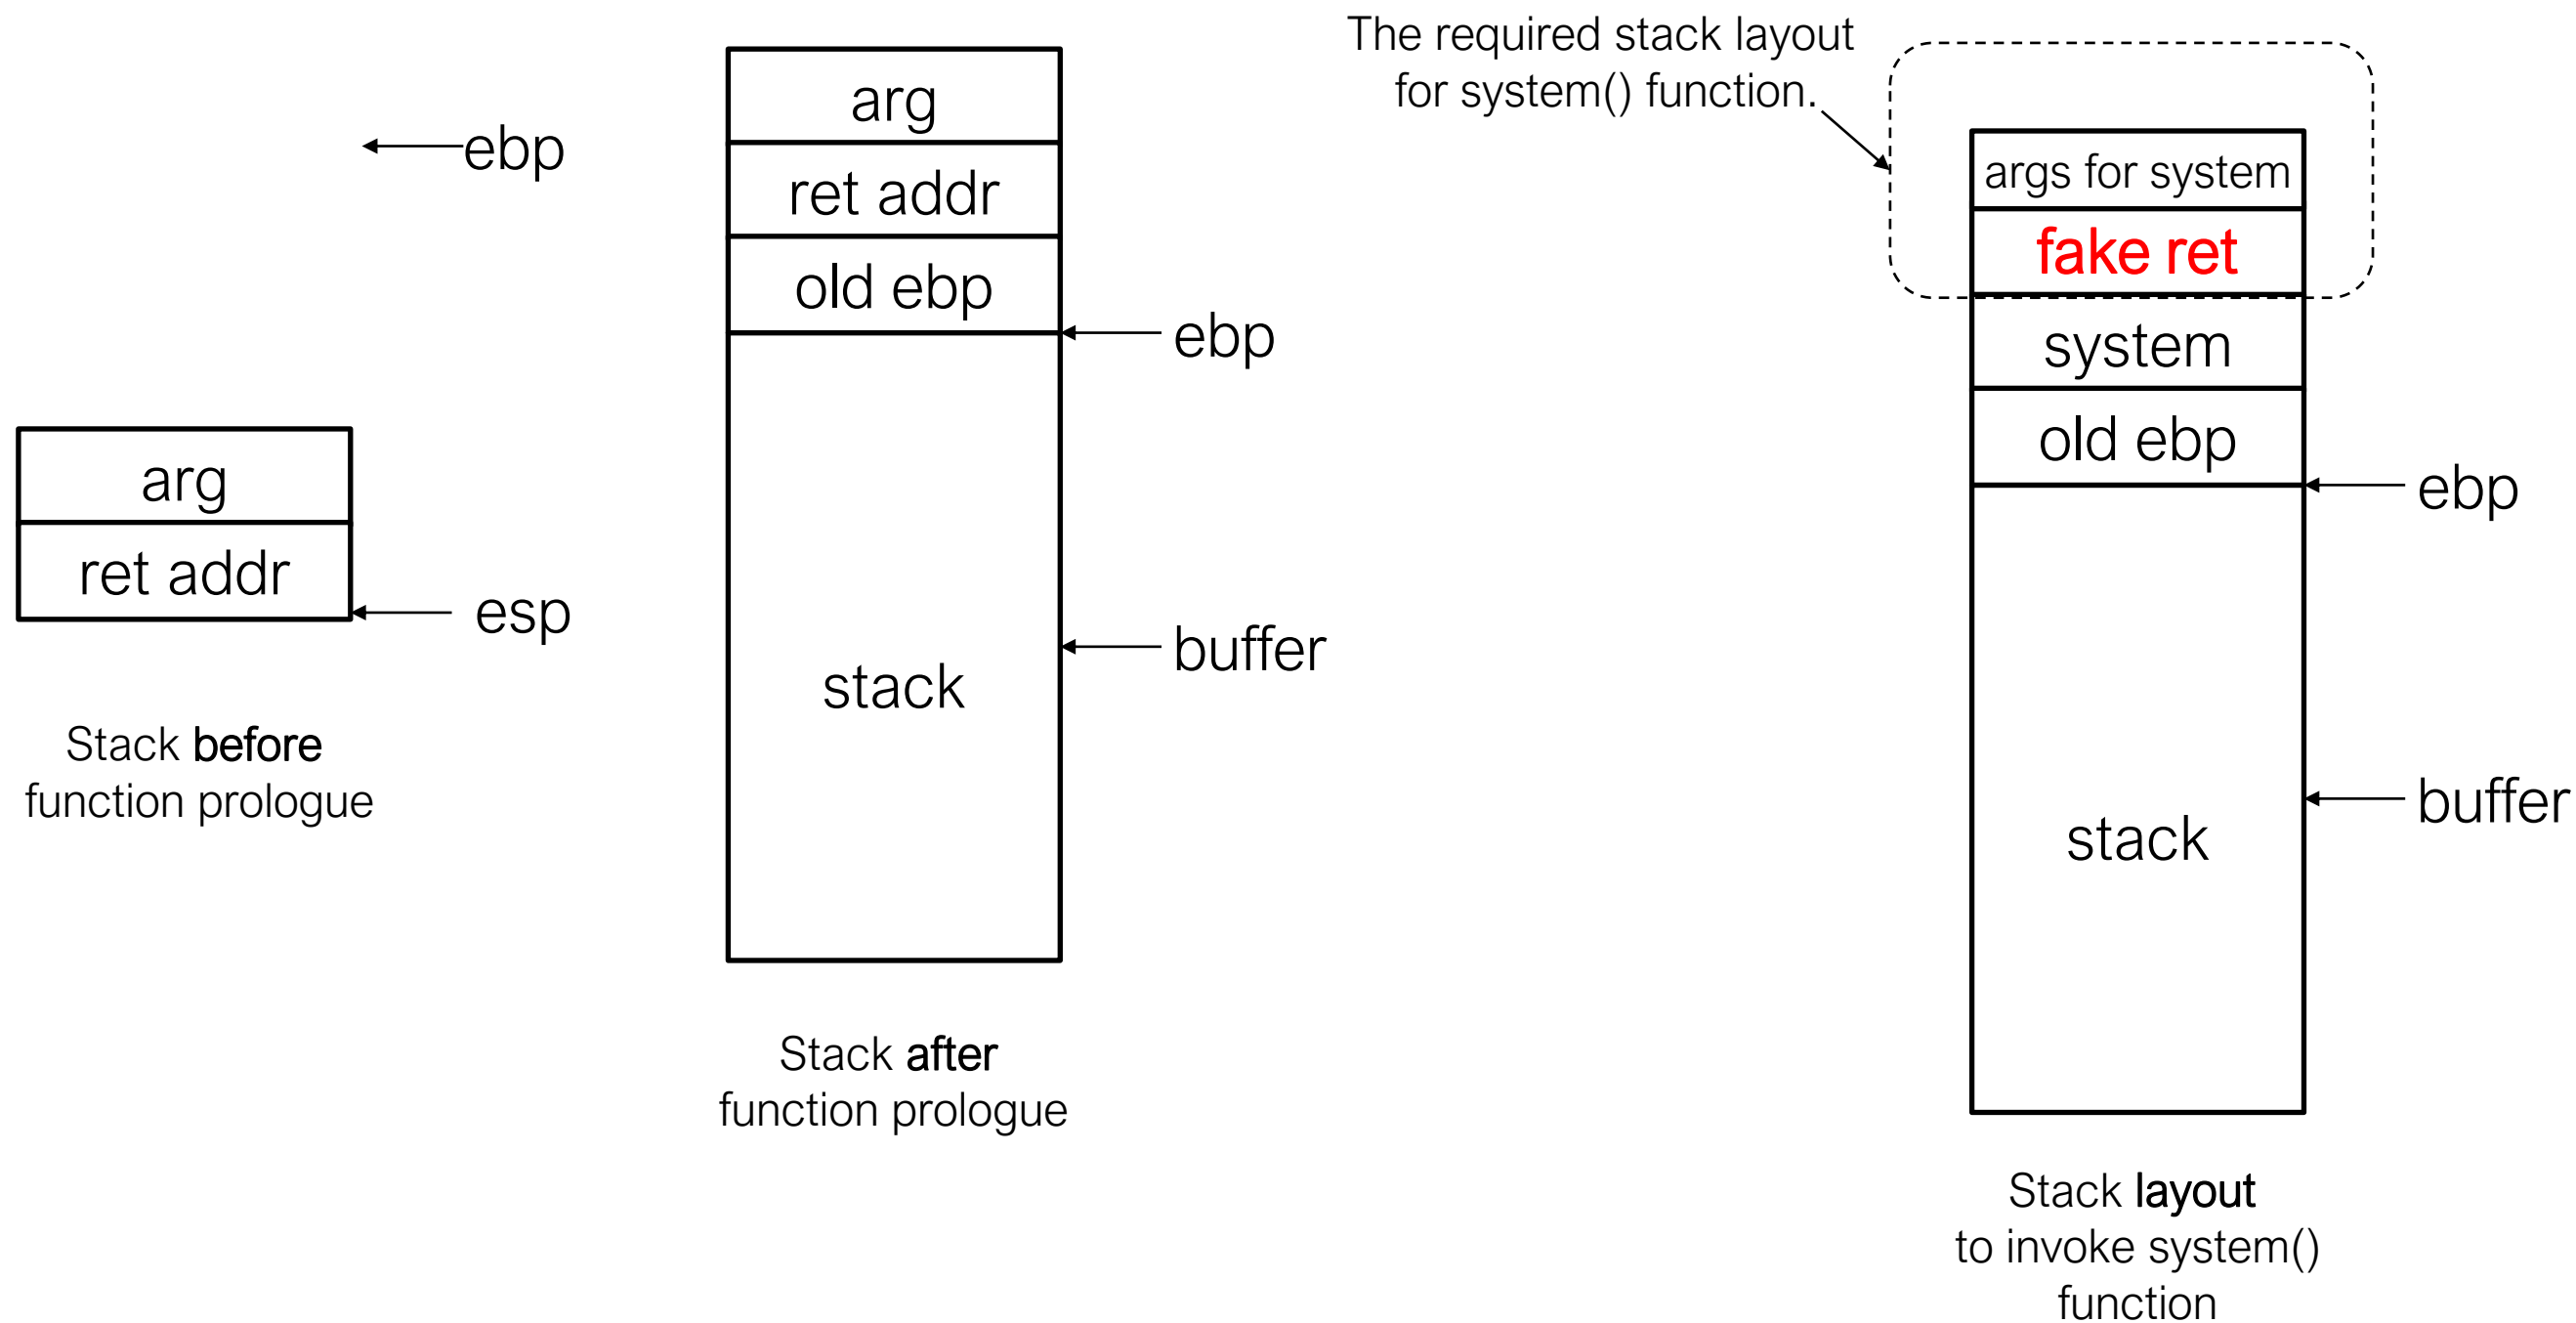 ebp
arg
ret addr
esp
Stack before
function prologue
arg
ret addr
old ebp
ebp
buffer
stack
Stack after
function prologue
The required stack layout
for system() function.
args for system
fake ret
system
old ebp
ebp
buffer
stack
Stack layout
to invoke system()
function